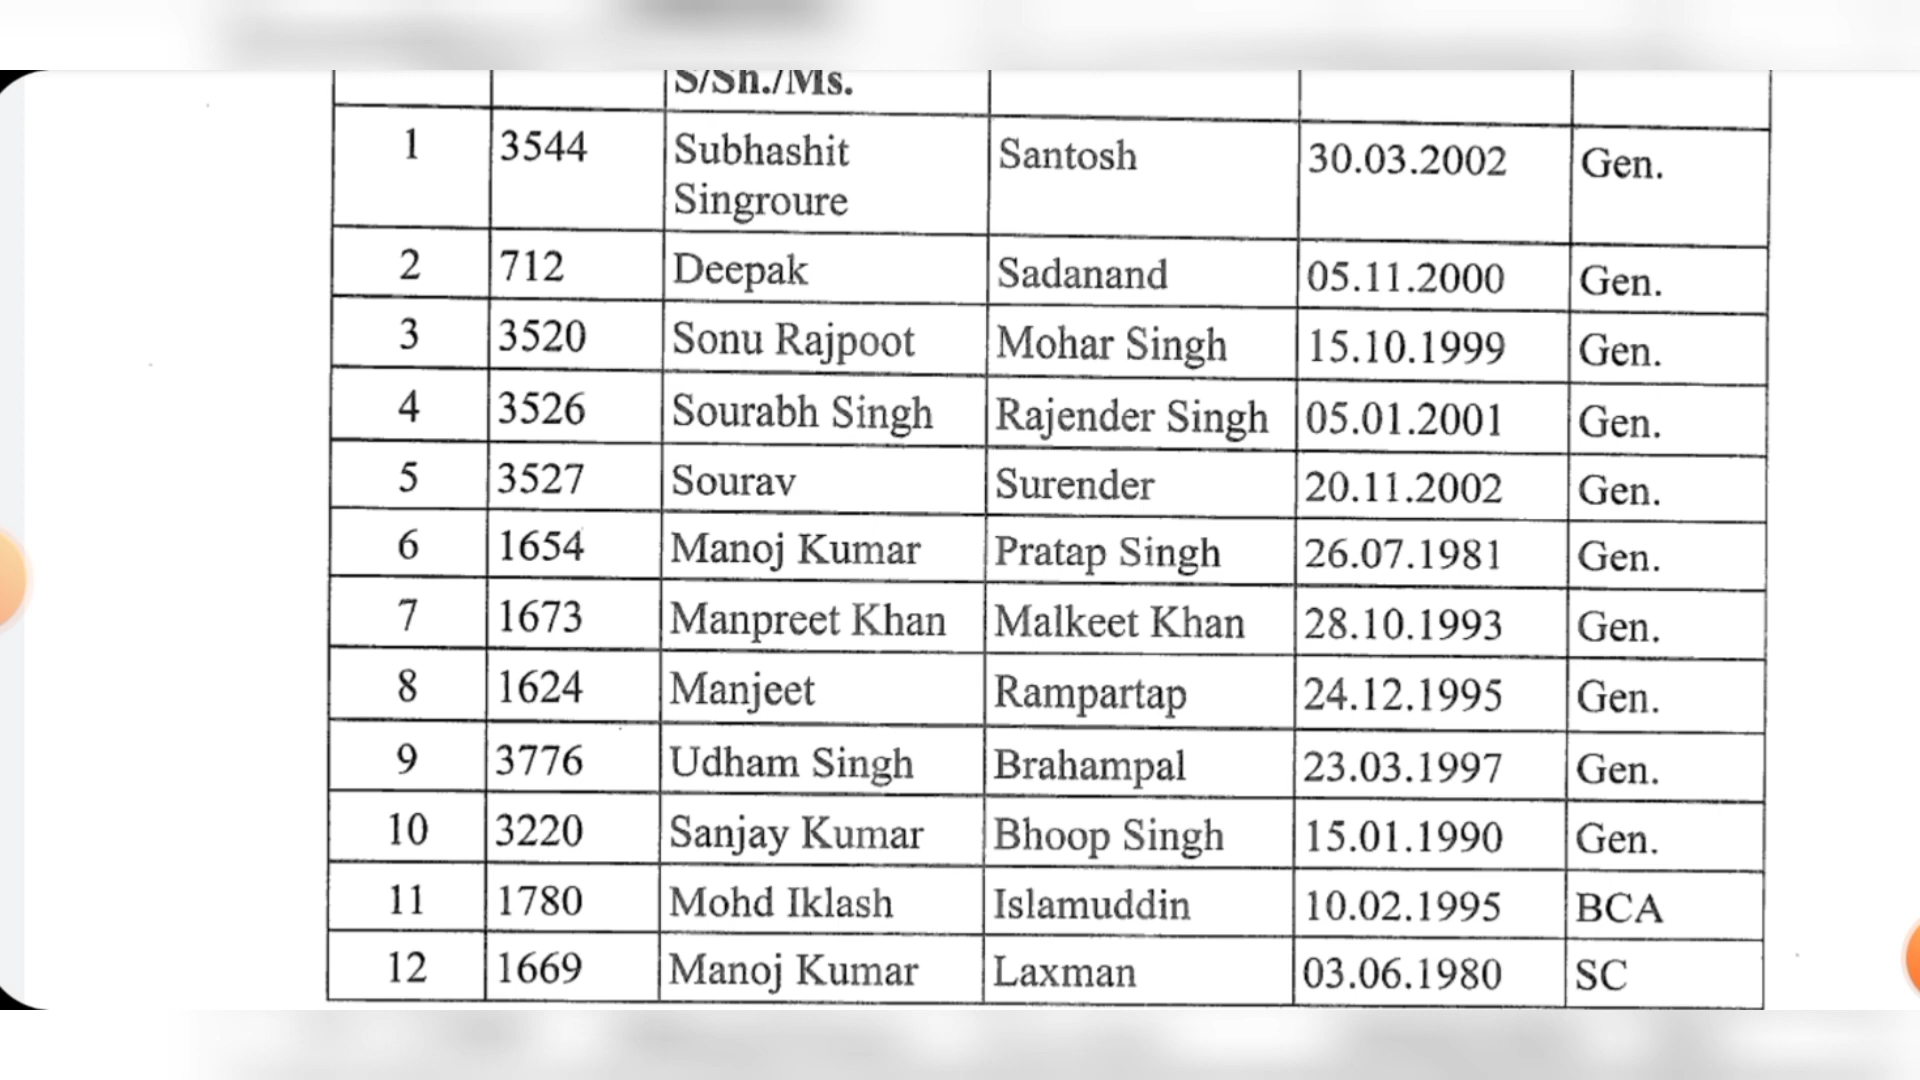 S/Sh./Ms.
1 3544 Subhashit Singroure Santosh 30.03.2002 Gen.
2 712 Deepak Sadanand 05.11.2000 Gen.
3 3520 Sonu Rajpoot Mohar Singh 15.10.1999 Gen.
4 3526 Sourabh Singh Rajender Singh 05.01.2001 Gen.
5 3527 Sourav Surender 20.11.2002 Gen.
6 1654 Manoj Kumar Pratap Singh 26.07.1981 Gen.
7 1673 Manpreet Khan Malkeet Khan 28.10.1993 Gen.
8 1624 Manjeet Rampartap 24.12.1995 Gen.
9 3776 Udham Singh Brahampal 23.03.1997 Gen.
10 3220 Sanjay Kumar Bhoop Singh 15.01.1990 Gen.
11 1780 Mohd Iklash Islamuddin 10.02.1995 BCA
12 1669 Manoj Kumar Laxman 03.06.1980 SC